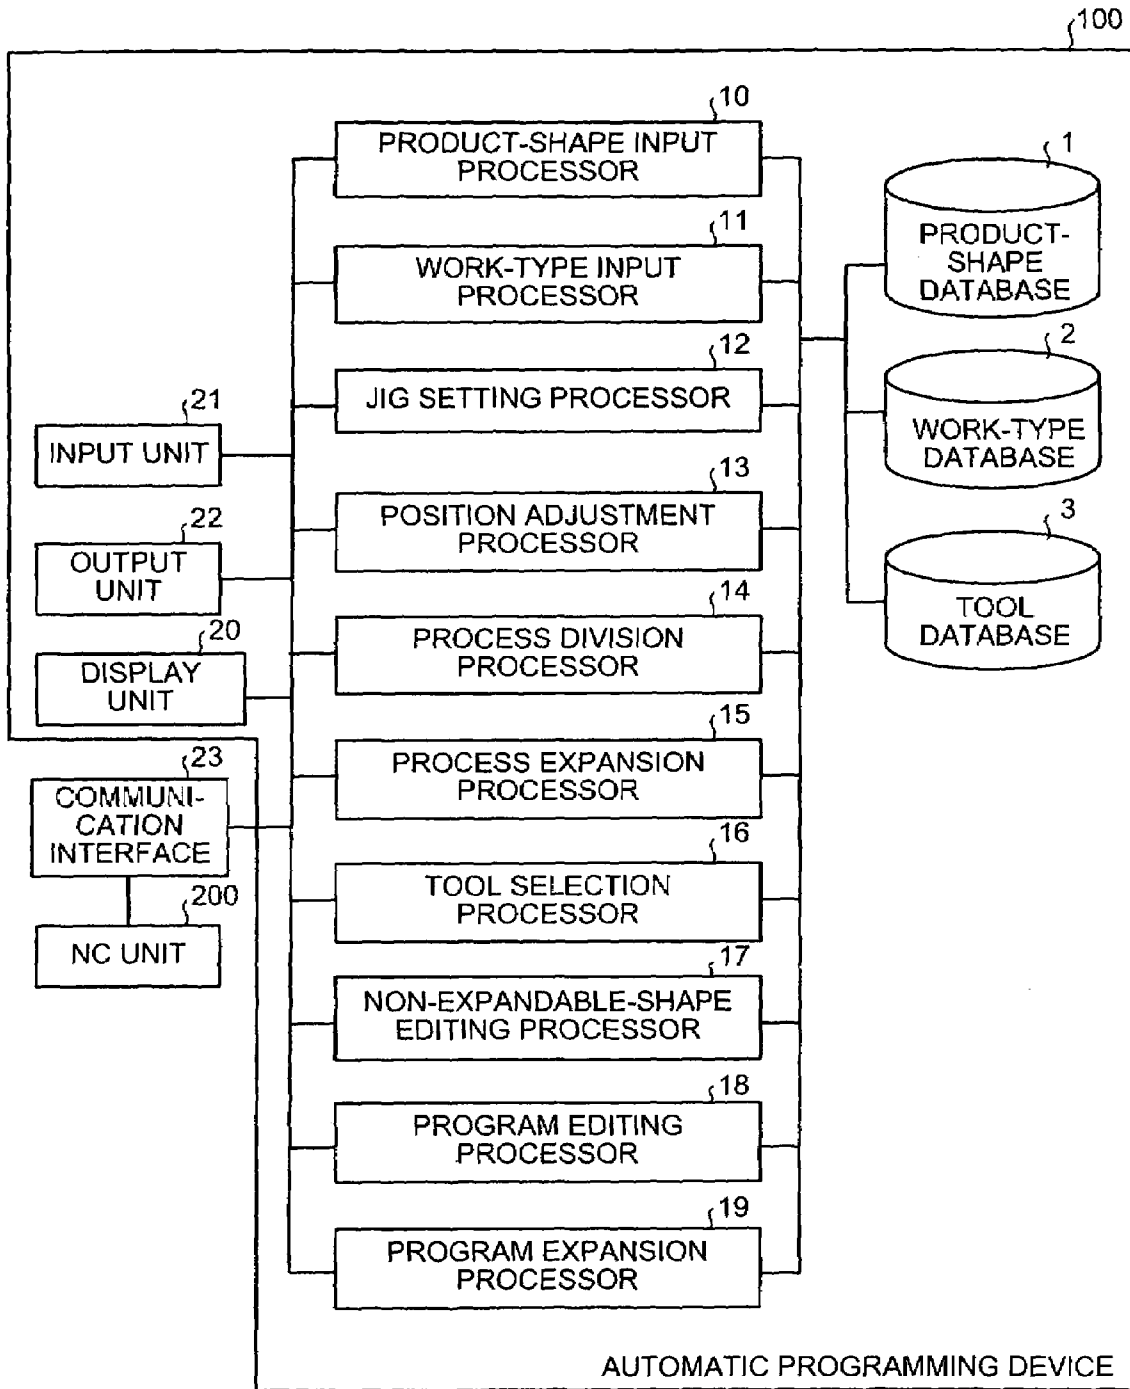 100
10
PRODUCT-SHAPE INPUT
PROCESSOR
11
WORK-TYPE INPUT
PROCESSOR
12
JIG SETTING PROCESSOR
13
POSITION ADJUSTMENT
PROCESSOR
14
PROCESS DIVISION
PROCESSOR
15
PROCESS EXPANSION
PROCESSOR
16
TOOL SELECTION
PROCESSOR
17
NON-EXPANDABLE-SHAPE
EDITING PROCESSOR
18
PROGRAM EDITING
PROCESSOR
19
PROGRAM EXPANSION
PROCESSOR
21
INPUT UNIT
22
OUTPUT
UNIT
20
DISPLAY
UNIT
23
COMMUNI-
CATION
INTERFACE
200
NC UNIT
1
PRODUCT-
SHAPE
DATABASE
2
WORK-TYPE
DATABASE
3
TOOL
DATABASE
AUTOMATIC PROGRAMMING DEVICE